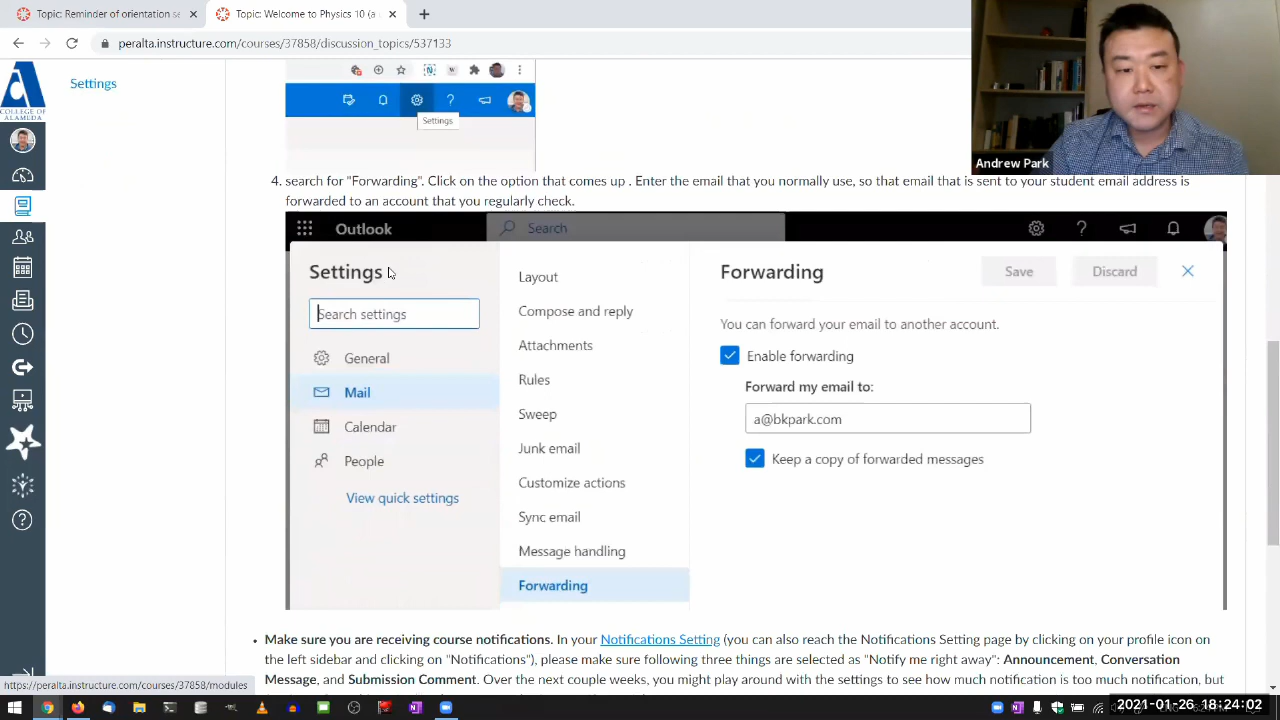 Topic: Reminder of orientation se
Topic: Welcome to Physic 10 (a
peralta.instructure.com/courses/37858/discussion_topics/537133
COLLEGE OF
ALAMEDA
Settings
Settings
Andrew Park
4. search for "Forwarding". Click on the option that comes up . Enter the email that you normally use, so that email that is sent to your student email address is
forwarded to an account that you regularly check.
Outlook
Search
Settings
Search settings
General
Mail
Calendar
People
View quick settings
Layout
Compose and reply
Attachments
Rules
Sweep
Junk email
Customize actions
Sync email
Message handling
Forwarding
Forwarding
Save
Discard
You can forward your email to another account.
Enable forwarding
Forward my email to:
a@bkpark.com
Keep a copy of forwarded messages
• Make sure you are receiving course notifications. In your Notifications Setting (you can also reach the Notifications Setting page by clicking on your profile icon on
the left sidebar and clicking on "Notifications"), please make sure following three things are selected as "Notify me right away": Announcement, Conversation
Message, and Submission Comment. Over the next couple weeks, you might play around with the settings to see how much notification is too much notification, but
https://peralta.instructure.com/courses/37858/modules
2021-01-26 18:24:02